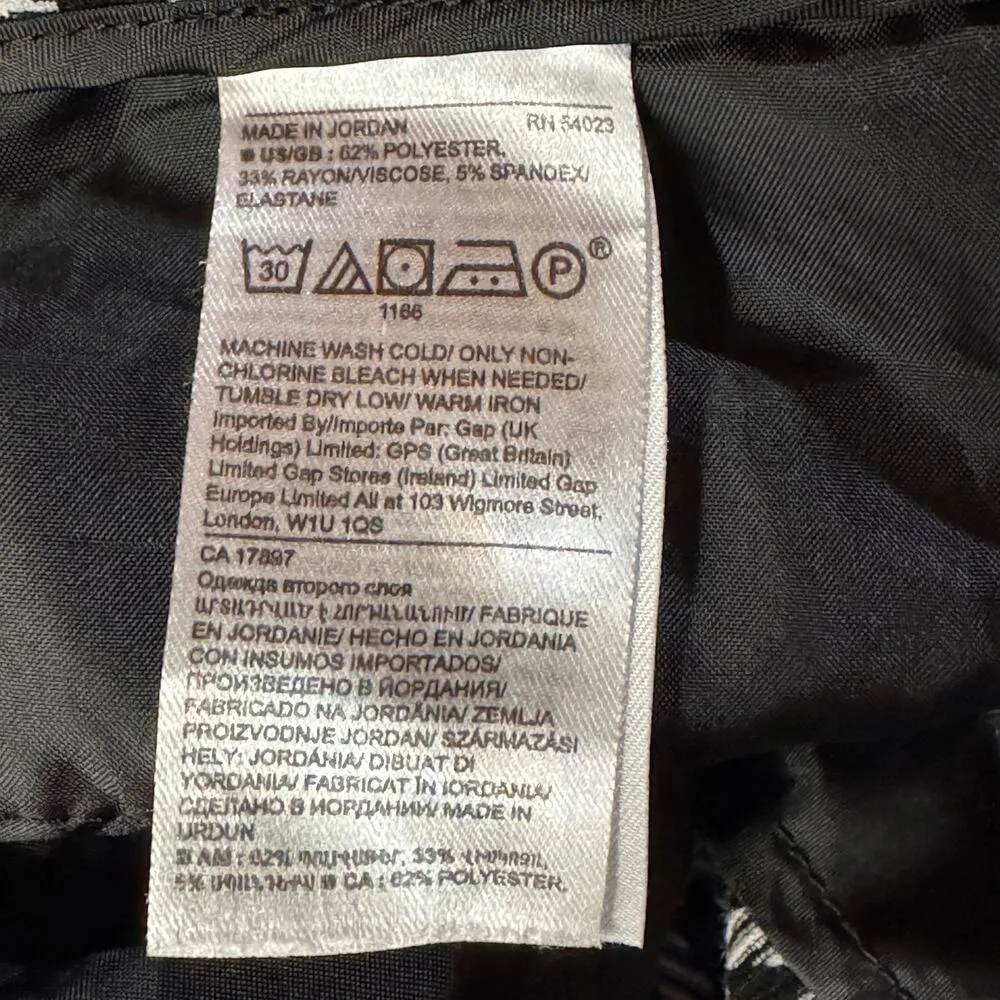 MADE IN JORDAN RN 54023
US/GB : 62% POLYESTER,
33% RAYON/VISCOSE, 5% SPANDEX/
ELASTANE
30 P ®
1166
MACHINE WASH COLD/ ONLY NON-
CHLORINE BLEACH WHEN NEEDED/
TUMBLE DRY LOW/ WARM IRON
Imported By/Importe Par: Gap (UK
Holdings) Limited: GPS (Great Britain)
Limited Gap Stores (Ireland) Limited Gap
Europe Limited All at 103 Wigmore Street,
London, W1U 1QS
CA 17897
Одежда второго слоя
FABRIQUE
EN JORDANIE/ HECHO EN JORDANIA
CON INSUMOS IMPORTADOS/
ПРОИЗВЕДЕНО В ЙОРДАНИЯ/
FABRICADO NA JORDÂNIA/ ZEMLJA
PROIZVODNJE JORDAN/ SZÁRMAZÁSI
HELY: JORDÁNIA/ DIBUAT DI
YORDANIA/ FABRICAT ÎN IORDANIA/
СДЕЛАНО В ИОРДАНИИ/ MADE IN
URDUN
AM : 62% 33%
5% CA : 62% POLYESTER,